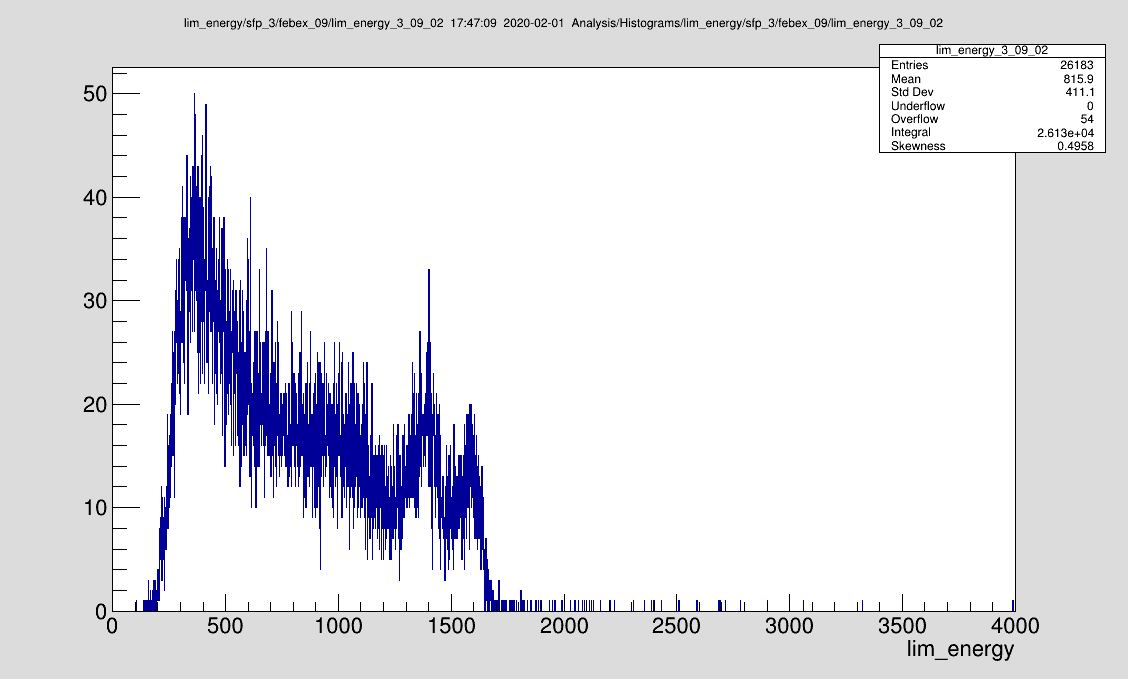 lim_energy/sfp_3/febex_09/lim_energy_3_09_02 17:47:09 2020-02-01 Analysis/Histograms/lim_energy/sfp_3/febex_09/lim_energy_3_09_02
lim_energy_3_09_02
Entries 26183
Mean 815.9
Std Dev 411.1
Underflow 0
Overflow 54
Integral 2.613e+04
Skewness 0.4958
50
40
30
20
10
0
0 500 1000 1500 2000 2500 3000 3500 4000
lim_energy